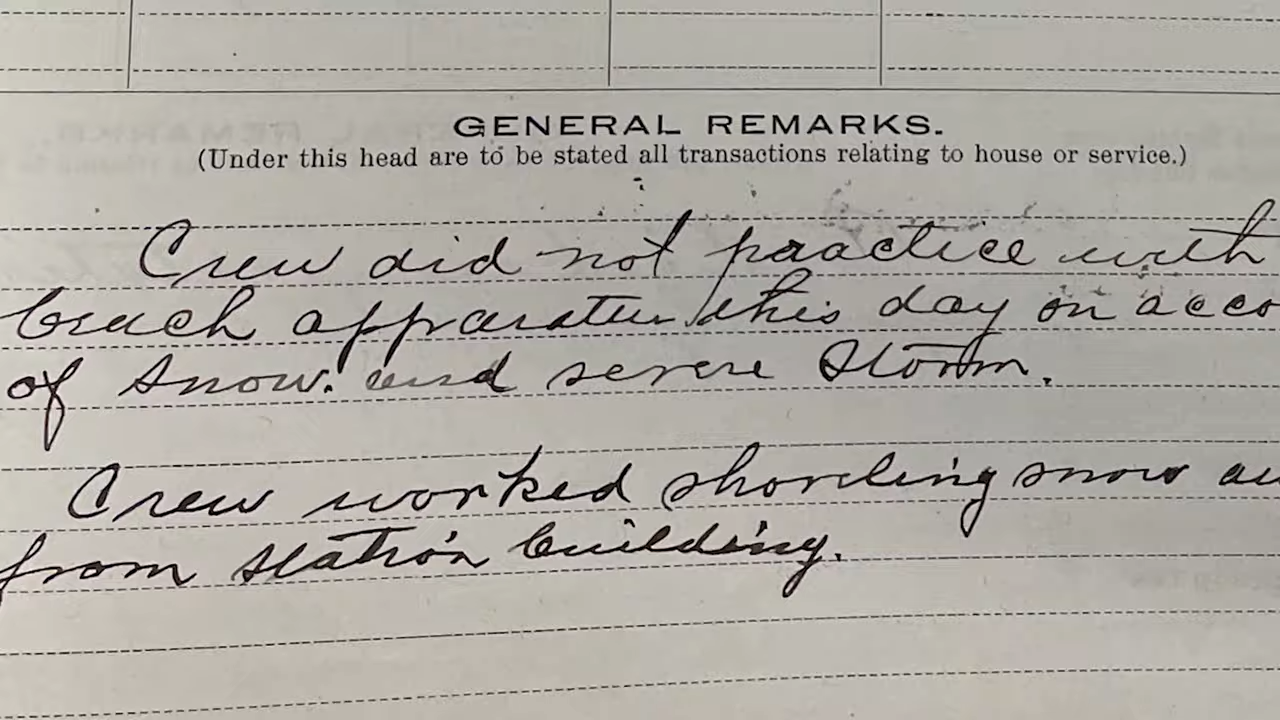 GENERAL REMARKS.
(Under this head are to be stated all transactions relating to house or service.)
Crew did not practice with
beach apparatus this day on acco
of snow. and severe storm.
Crew worked shoveling snow aw
from station building.